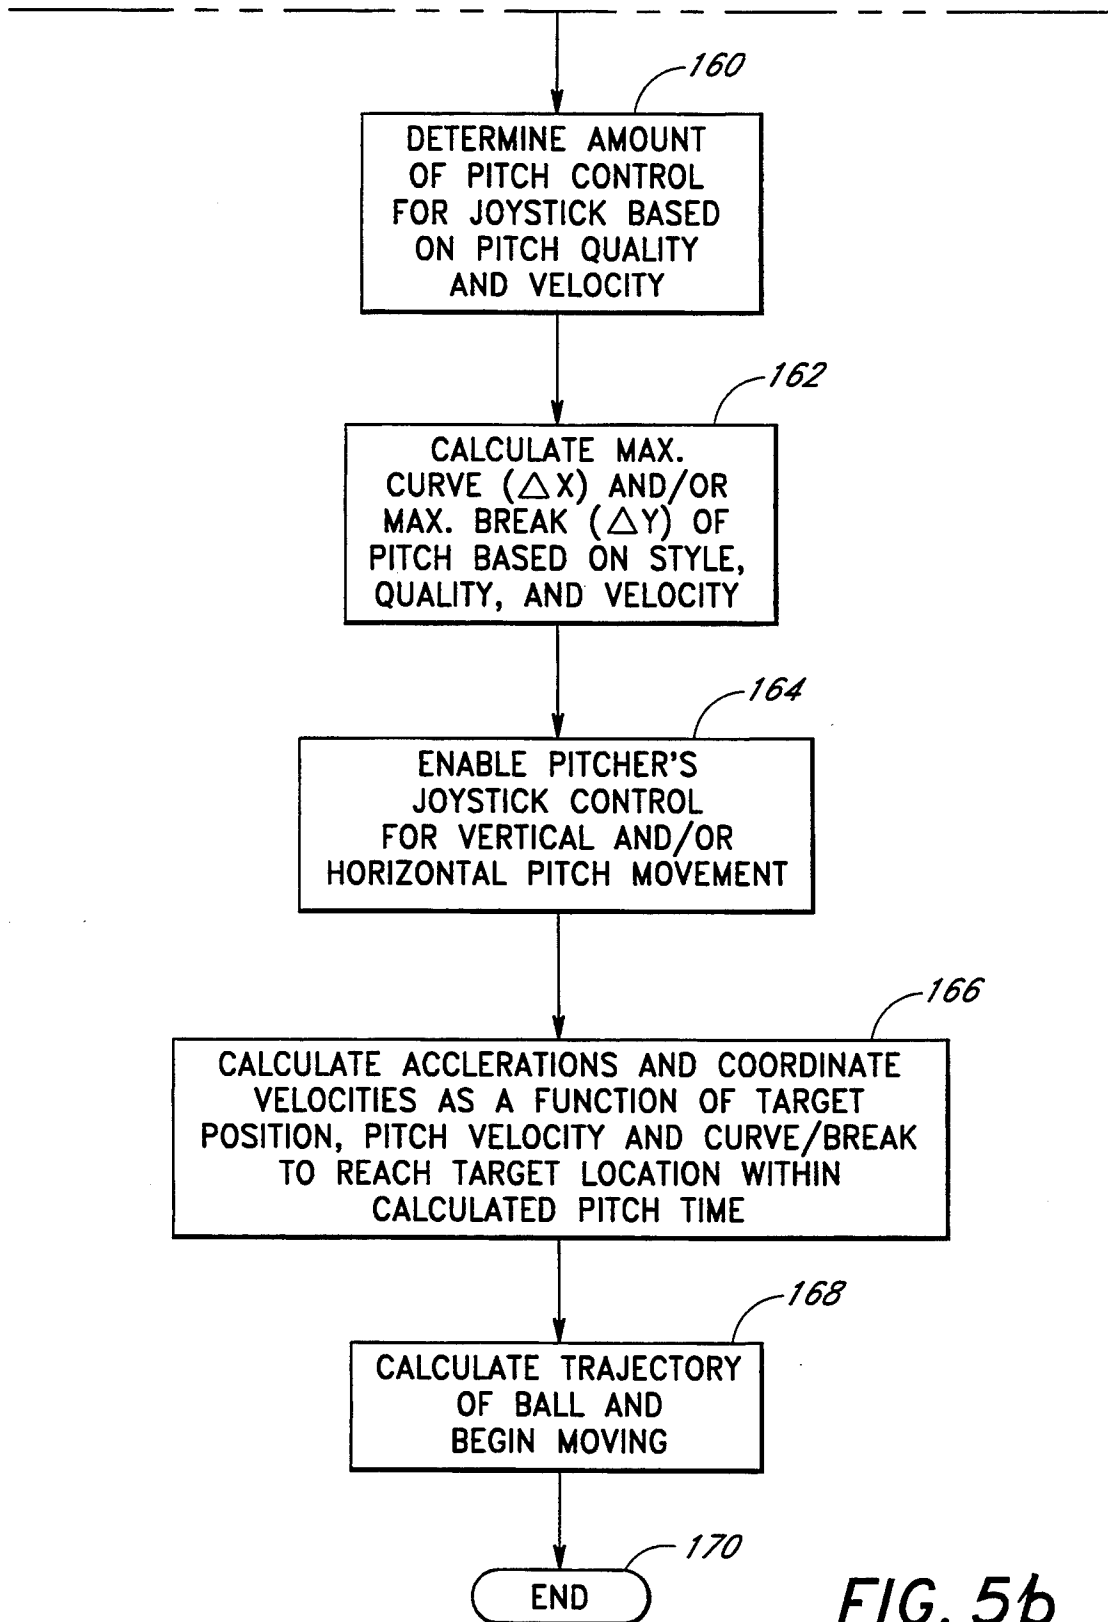 160
DETERMINE AMOUNT
OF PITCH CONTROL
FOR JOYSTICK BASED
ON PITCH QUALITY
AND VELOCITY
162
CALCULATE MAX.
CURVE (△X) AND/OR
MAX. BREAK (△Y) OF
PITCH BASED ON STYLE,
QUALITY, AND VELOCITY
164
ENABLE PITCHER'S
JOYSTICK CONTROL
FOR VERTICAL AND/OR
HORIZONTAL PITCH MOVEMENT
166
CALCULATE ACCLERATIONS AND COORDINATE
VELOCITIES AS A FUNCTION OF TARGET
POSITION, PITCH VELOCITY AND CURVE/BREAK
TO REACH TARGET LOCATION WITHIN
CALCULATED PITCH TIME
168
CALCULATE TRAJECTORY
OF BALL AND
BEGIN MOVING
170
END
FIG. 5b